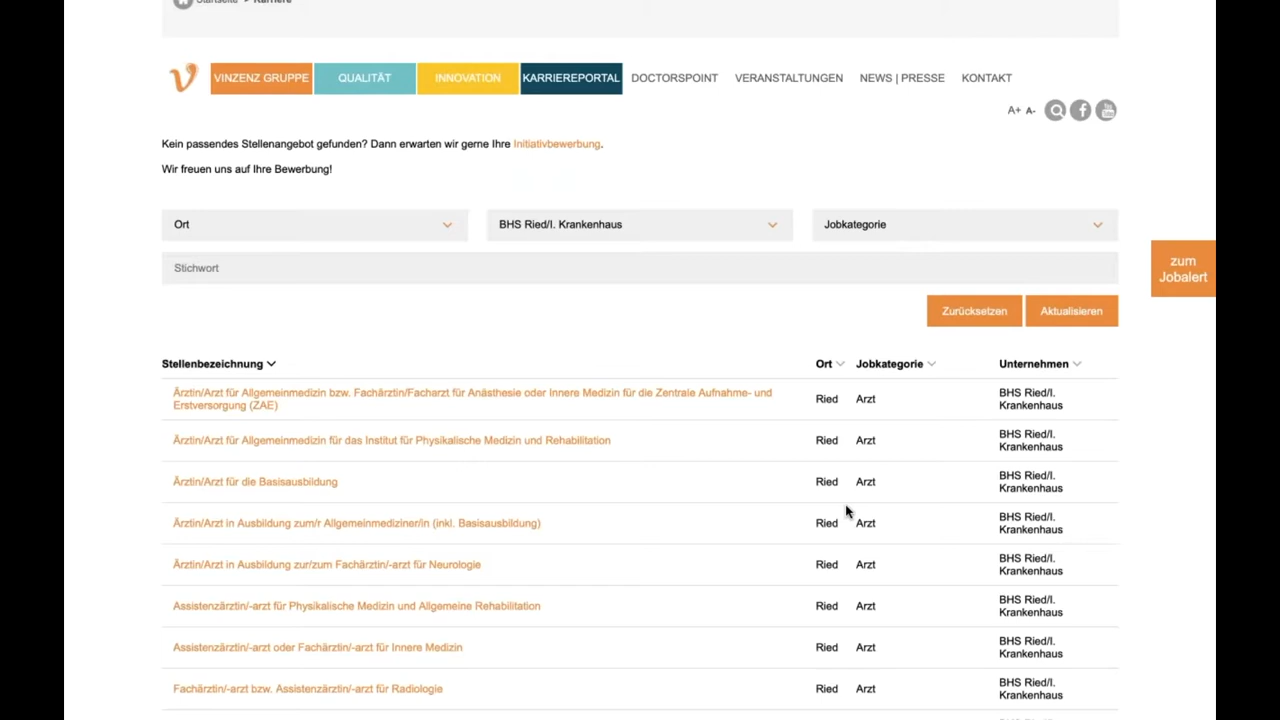 Startseite > Karriere
VINZENZ GRUPPE QUALITÄT INNOVATION KARRIEREPORTAL DOCTORSPOINT VERANSTALTUNGEN NEWS | PRESSE KONTAKT
A+ A-
Kein passendes Stellenangebot gefunden? Dann erwarten wir gerne Ihre Initiativbewerbung.
Wir freuen uns auf Ihre Bewerbung!
Ort BHS Ried/I. Krankenhaus Jobkategorie
zum
Jobalert
Stichwort
Zurücksetzen Aktualisieren
Stellenbezeichnung Ort Jobkategorie Unternehmen
Ärztin/Arzt für Allgemeinmedizin bzw. Fachärztin/Facharzt für Anästhesie oder Innere Medizin für die Zentrale Aufnahme- und
Erstversorgung (ZAE)
Ried Arzt
BHS Ried/I.
Krankenhaus
Ärztin/Arzt für Allgemeinmedizin für das Institut für Physikalische Medizin und Rehabilitation
Ried Arzt
BHS Ried/I.
Krankenhaus
Ärztin/Arzt für die Basisausbildung
Ried Arzt
BHS Ried/I.
Krankenhaus
Ärztin/Arzt in Ausbildung zum/r Allgemeinmediziner/in (inkl. Basisausbildung)
Ried Arzt
BHS Ried/I.
Krankenhaus
Ärztin/Arzt in Ausbildung zur/zum Fachärztin/-arzt für Neurologie
Ried Arzt
BHS Ried/I.
Krankenhaus
Assistenzärztin/-arzt für Physikalische Medizin und Allgemeine Rehabilitation
Ried Arzt
BHS Ried/I.
Krankenhaus
Assistenzärztin/-arzt oder Fachärztin/-arzt für Innere Medizin
Ried Arzt
BHS Ried/I.
Krankenhaus
Fachärztin/-arzt bzw. Assistenzärztin/-arzt für Radiologie
Ried Arzt
BHS Ried/I.
Krankenhaus